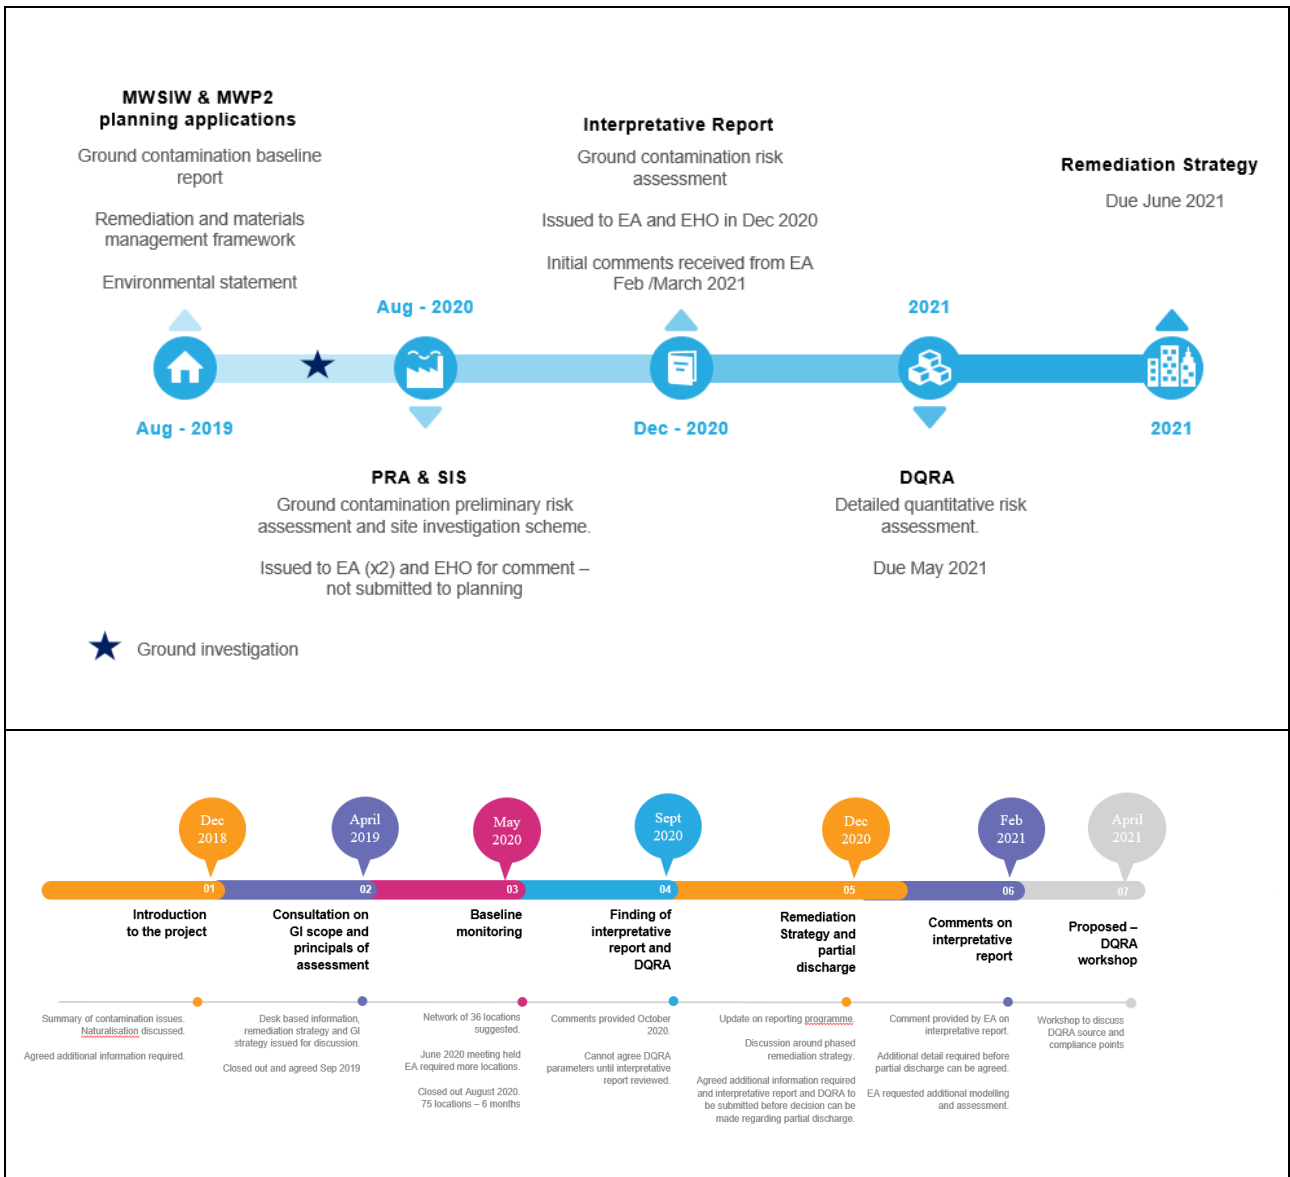 MWSIW & MWP2
planning applications
Ground contamination baseline
report
Remediation and materials
management framework
Environmental statement
Aug - 2019
Aug - 2020
PRA & SIS
Ground contamination preliminary risk
assessment and site investigation scheme.
Issued to EA (x2) and EHO for comment –
not submitted to planning
Interpretative Report
Ground contamination risk
assessment
Issued to EA and EHO in Dec 2020
Initial comments received from EA
Feb /March 2021
Dec - 2020
2021
DQRA
Detailed quantitative risk
assessment.
Due May 2021
Remediation Strategy
Due June 2021
2021
Ground investigation
Dec
2018
01
Introduction
to the project
Summary of contamination issues.
Naturalisation discussed.
Agreed additional information required.
April
2019
02
Consultation on
GI scope and
principals of
assessment
Desk based information,
remediation strategy and GI
strategy issued for discussion.
Closed out and agreed Sep 2019
May
2020
03
Baseline
monitoring
Network of 36 locations
suggested.
June 2020 meeting held
EA required more locations.
Closed out August 2020.
75 locations – 6 months
Sept
2020
04
Finding of
interpretative
report and
DQRA
Comments provided October
2020.
Cannot agree DQRA
parameters until interpretative
report reviewed.
Dec
2020
05
Remediation
Strategy and
partial
discharge
Update on reporting programme.
Discussion around phased
remediation strategy.
Agreed additional information required
and interpretative report and DQRA to
be submitted before decision can be
made regarding partial discharge.
Feb
2021
06
Comments on
interpretative
report
Comment provided by EA on
interpretative report.
Additional detail required before
partial discharge can be agreed.
EA requested additional modelling
and assessment.
April
2021
07
Proposed –
DQRA
workshop
Workshop to discuss
DQRA source and
compliance points